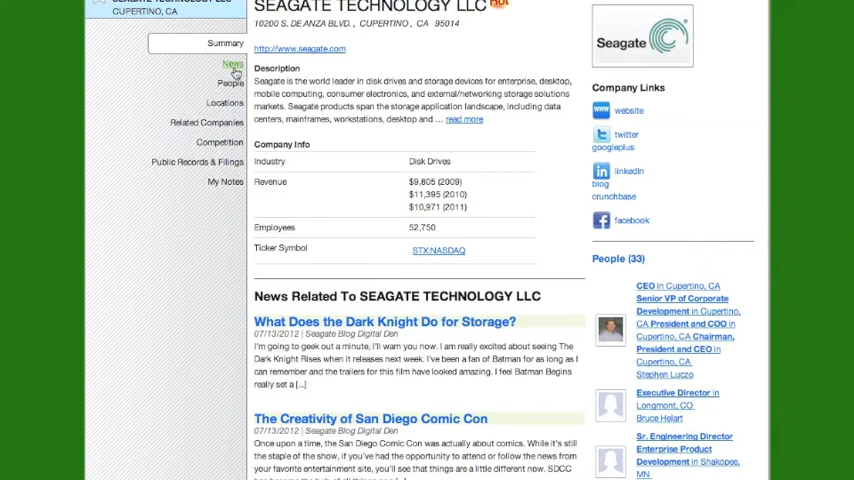 SEAGATE TECHNOLOGY LLC
CUPERTINO, CA
Summary
News
People
Locations
Related Companies
Competition
Public Records & Filings
My Notes
SEAGATE TECHNOLOGY LLC Hot
10200 S. DE ANZA BLVD. , CUPERTINO , CA 95014
http://www.seagate.com
Description
Seagate is the world leader in disk drives and storage devices for enterprise, desktop,
mobile computing, consumer electronics, and external/networking storage solutions
markets. Seagate products span the storage application landscape, including data
centers, mainframes, workstations, desktop and ... read more
Company Info
Industry Disk Drives
Revenue $9,805 (2009)
$11,395 (2010)
$10,971 (2011)
Employees 52,750
Ticker Symbol STX:NASDAQ
News Related To SEAGATE TECHNOLOGY LLC
What Does the Dark Knight Do for Storage?
07/13/2012 | Seagate Blog Digital Den
I'm going to geek out a minute, I'll warn you now. I am really excited about seeing The
Dark Knight Rises when it releases next week. I've been a fan of Batman for as long as I
can remember and the trailers for this film have looked amazing. I feel Batman Begins
really set a [...]
The Creativity of San Diego Comic Con
07/13/2012 | Seagate Blog Digital Den
Once upon a time, the San Diego Comic Con was actually about comics. While it's still
the staple of the show, if you've had the opportunity to attend or follow the news from
your favorite entertainment site, you'll see that things are a little different now. SDCC
Seagate
Company Links
www website
twitter
googleplus
linkedin
blog
crunchbase
facebook
People (33)
CEO in Cupertino, CA
Senior VP of Corporate
Development in Cupertino,
CA President and COO in
Cupertino, CA Chairman,
President and CEO in
Cupertino, CA
Stephen Luczo
Executive Director in
Longmont, CO
Bruce Helart
Sr. Engineering Director
Enterprise Product
Development in Shakopee,
MN